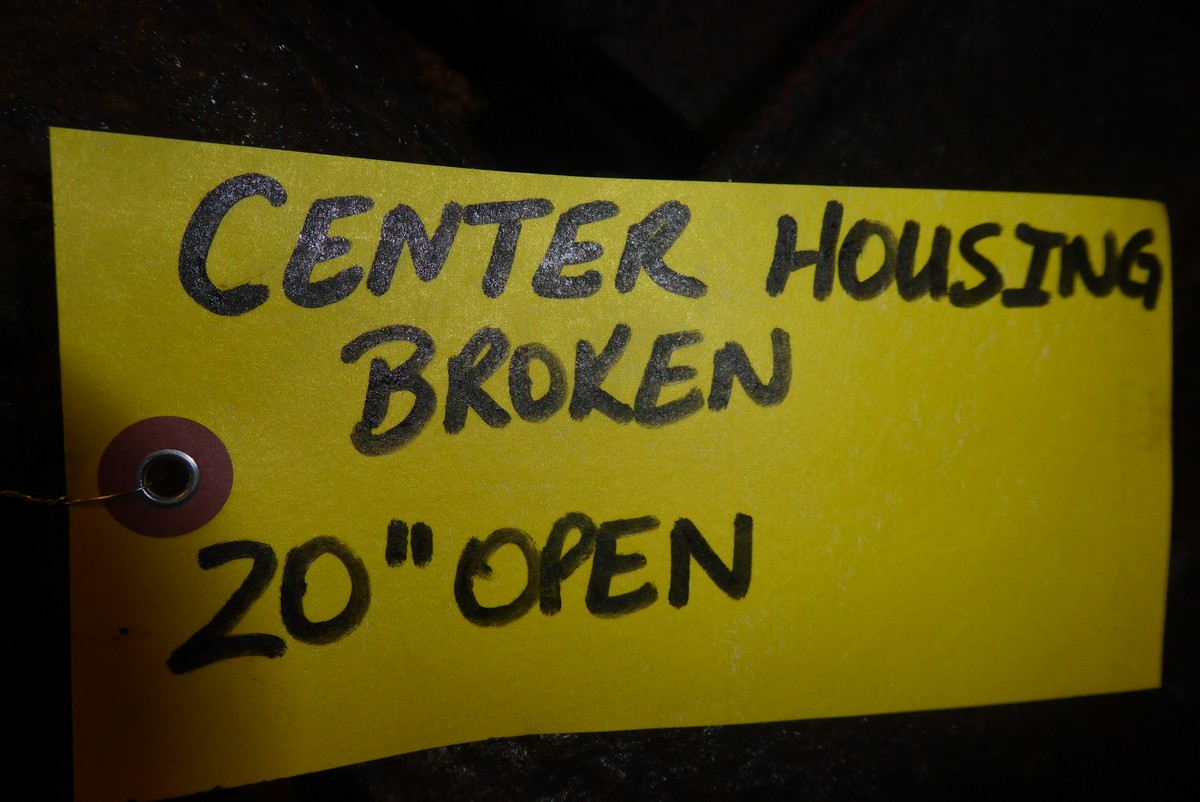 CENTER HOUSING
BROKEN
20" OPEN